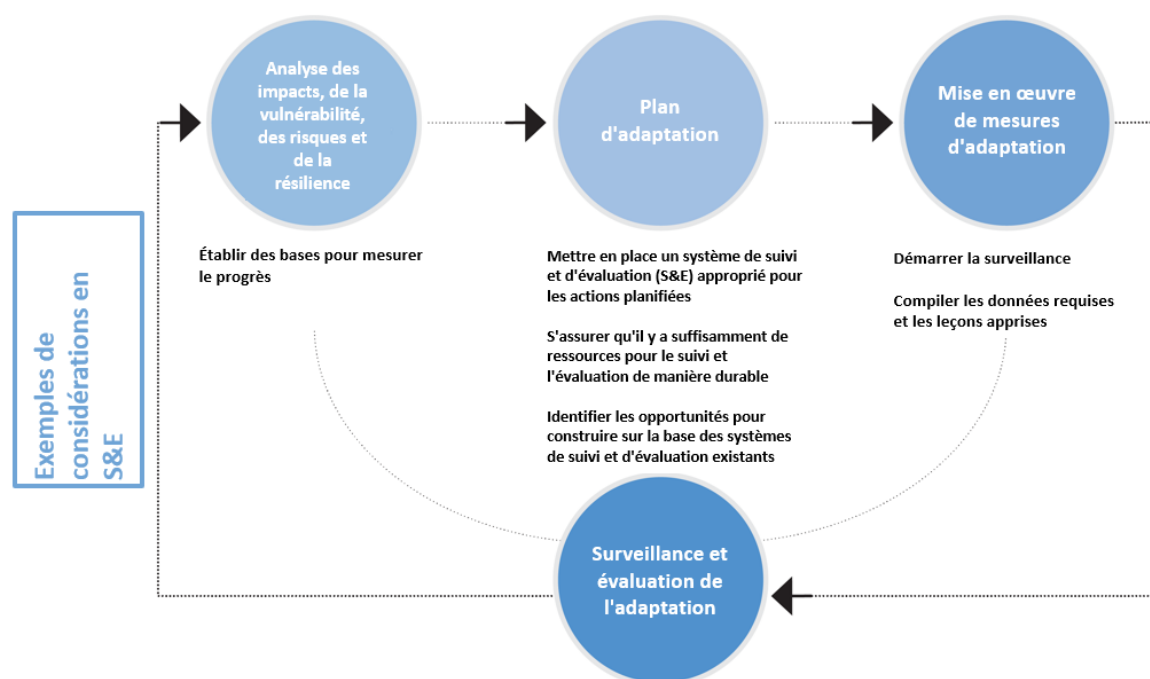 Analyse des
impacts, de la
vulnérabilité,
des risques et
de la
résilience
Plan
d'adaptation
Mise en œuvre
de mesures
d'adaptation
Exemples de
considérations en
S&E
Établir des bases pour mesurer
le progrès
Mettre en place un système de suivi
et d'évaluation (S&E) approprié pour
les actions planifiées
S'assurer qu'il y a suffisamment de
ressources pour le suivi et
l'évaluation de manière durable
Identifier les opportunités pour
construire sur la base des systèmes
de suivi et d'évaluation existants
Démarrer la surveillance
Compiler les données requises
et les leçons apprises
Surveillance et
évaluation de
l'adaptation